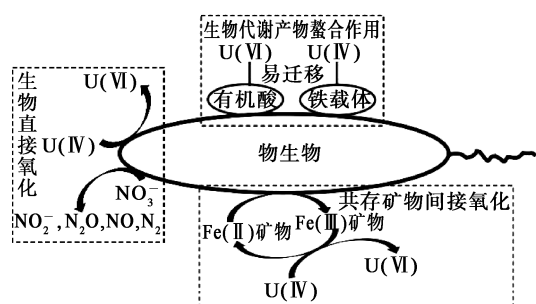 生物代谢产物螯合作用
U(Ⅵ) U(Ⅳ)
易迁移
有机酸 铁载体
生物直接氧化
U(Ⅵ)
U(Ⅳ)
NO₃⁻
NO₂⁻,N₂O,NO,N₂
物生物
共存矿物间接氧化
Fe(Ⅱ)矿物 Fe(Ⅲ)矿物
U(Ⅳ)
U(Ⅵ)